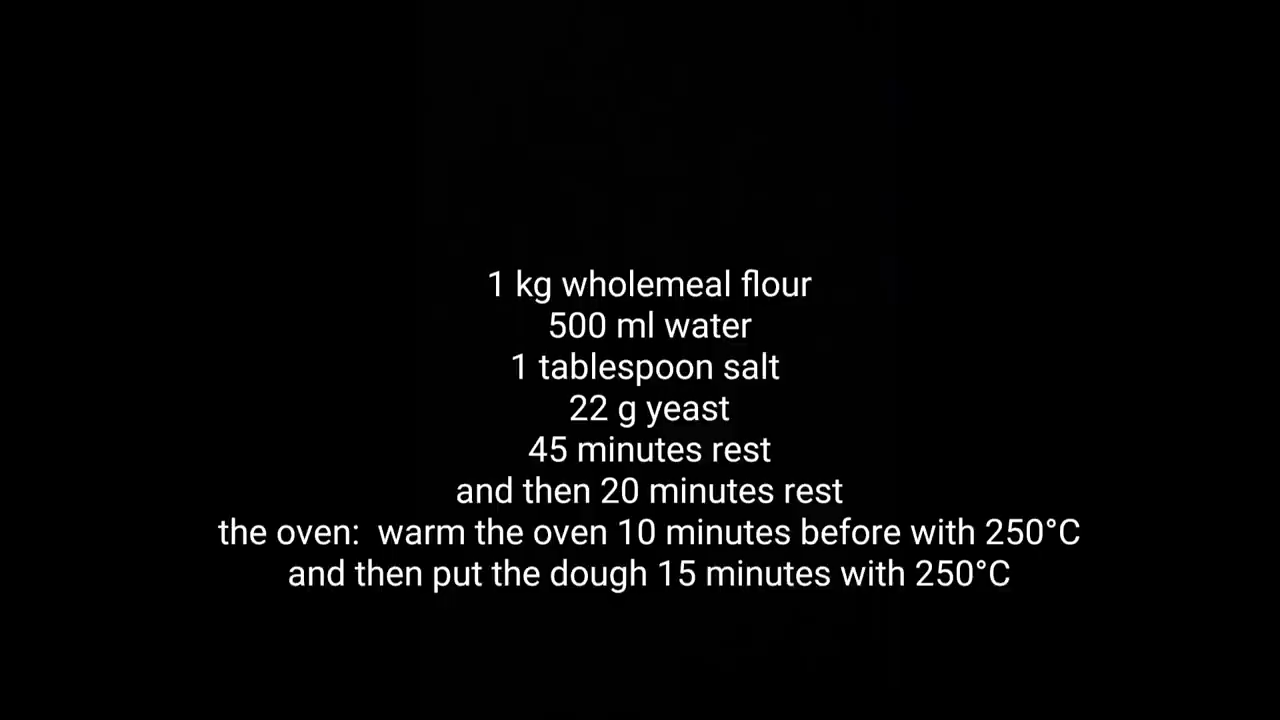 1 kg wholemeal flour
500 ml water
1 tablespoon salt
22 g yeast
45 minutes rest
and then 20 minutes rest
the oven:  warm the oven 10 minutes before with 250°C
and then put the dough 15 minutes with 250°C